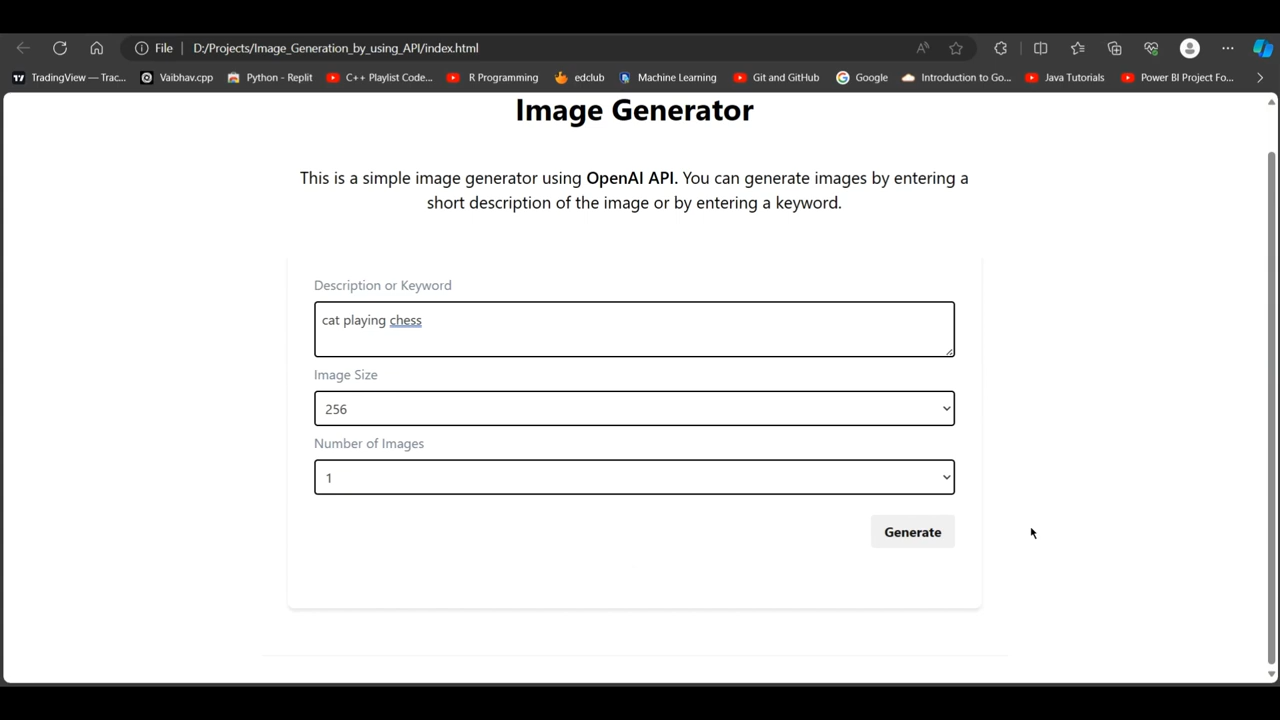 File D:/Projects/Image_Generation_by_using_API/index.html
TradingView — Trac... Vaibhav.cpp Python - Replit C++ Playlist Code... R Programming edclub Machine Learning Git and GitHub Google Introduction to Go... Java Tutorials Power BI Project Fo...
Image Generator
This is a simple image generator using OpenAI API. You can generate images by entering a
short description of the image or by entering a keyword.
Description or Keyword
cat playing chess
Image Size
256
Number of Images
1
Generate